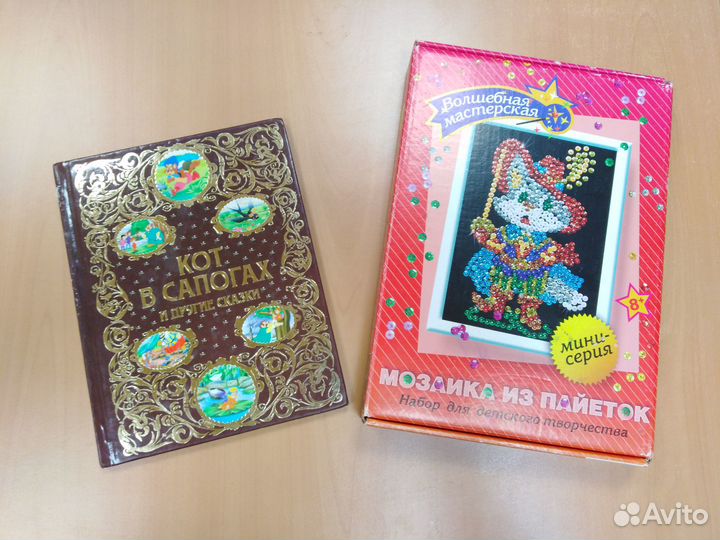 КОТ
В САПОГАХ
И ДРУГИЕ СКАЗКИ
Волшебная
мастерская
8+
мини-
серия
МОЗАИКА ИЗ ПАЙЕТОК
Набор для детского творчества
Avito